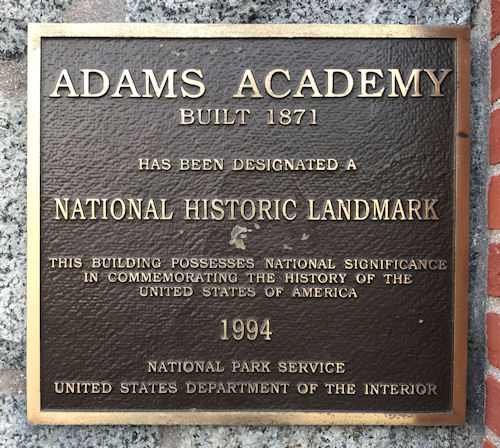 ADAMS ACADEMY
BUILT 1871
HAS BEEN DESIGNATED A
NATIONAL HISTORIC LANDMARK
THIS BUILDING POSSESSES NATIONAL SIGNIFICANCE
IN COMMEMORATING THE HISTORY OF THE
UNITED STATES OF AMERICA
1994
NATIONAL PARK SERVICE
UNITED STATES DEPARTMENT OF THE INTERIOR